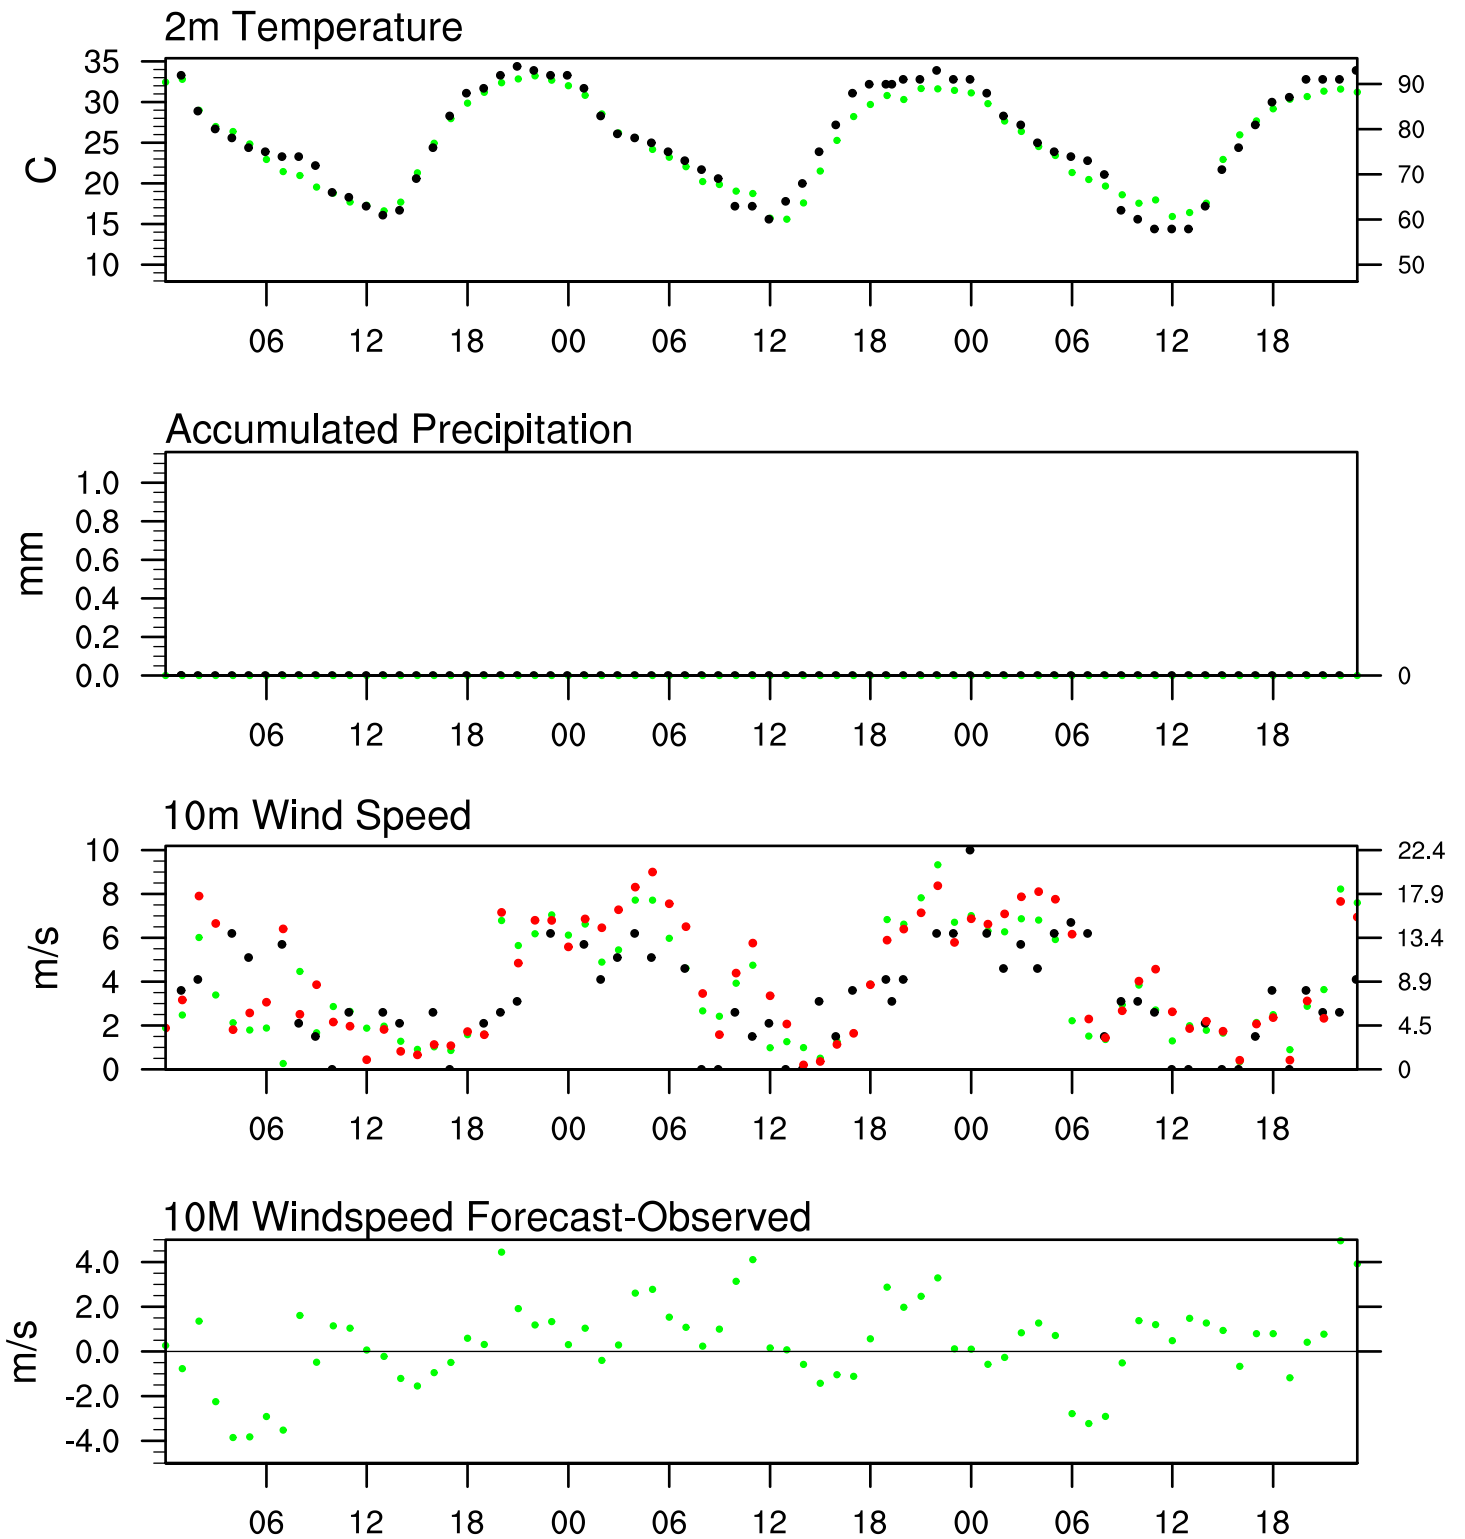 2m Temperature
35
30
25
20
15
10
C
90
80
70
60
50
06 12 18 00 06 12 18 00 06 12 18
Accumulated Precipitation
1.0
0.8
0.6
0.4
0.2
0.0
mm
0
06 12 18 00 06 12 18 00 06 12 18
10m Wind Speed
10
8
6
4
2
0
m/s
22.4
17.9
13.4
8.9
4.5
0
06 12 18 00 06 12 18 00 06 12 18
10M Windspeed Forecast-Observed
4.0
2.0
0.0
-2.0
-4.0
m/s
06 12 18 00 06 12 18 00 06 12 18